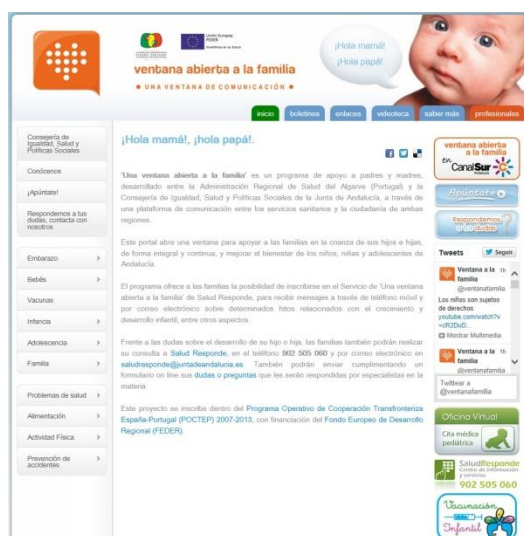 Unión Europea
FEDER
¡Hola mamá!
¡Hola papá!
ventana abierta a la familia
• UNA VENTANA DE COMUNICACIÓN •
inicio
boletines
enlaces
videoteca
saber más
profesionales
Consejería de
Igualdad, Salud y
Políticas Sociales
Conócenos
¡Apúntate!
Respondemos a tus
dudas, contacta con
nosotros
Embarazo
Bebés
Vacunas
Infancia
Adolescencia
Familia
Problemas de salud
Alimentación
Actividad Física
Prevención de
accidentes
¡Hola mamá!, ¡hola papá!.
'Una ventana abierta a la familia' es un programa de apoyo a padres y madres,
desarrollado entre la Administración Regional de Salud del Algarve (Portugal) y la
Consejería de Igualdad, Salud y Políticas Sociales de la Junta de Andalucía, a través de
una plataforma de comunicación entre los servicios sanitarios y la ciudadanía de ambas
regiones.
Este portal abre una ventana para apoyar a las familias en la crianza de sus hijos e hijas,
de forma integral y continua, y mejorar el bienestar de los niños, niñas y adolescentes de
Andalucía.
El programa ofrece a las familias la posibilidad de inscribirse en el Servicio de 'Una ventana
abierta a la familia' de Salud Responde, para recibir mensajes a través de teléfono móvil y
por correo electrónico sobre determinados hitos relacionados con el crecimiento y
desarrollo infantil, entre otros aspectos.
Frente a las dudas sobre el desarrollo de su hijo o hija, las familias también podrán realizar
su consulta a Salud Responde, en el teléfono 902 505 060 y por correo electrónico en
saludresponde@juntadeandalucia.es. También podrán enviar cumplimentando un
formulario on line sus dudas o preguntas que les serán respondidas por especialistas en la
materia.
Este proyecto se inscribe dentro del Programa Operativo de Cooperación Transfronteriza
España-Portugal (POCTEP) 2007-2013, con financiación del Fondo Europeo de Desarrollo
Regional (FEDER).
ventana abierta
a la familia
en
CanalSur
Apúntate
Respondemos
a tus dudas
?
Tweets
Seguir
Ventana a la 1h
familia
@ventanafamilia
Los niños son sujetos
de derechos
Mostrar Multimedia
Ventana a la 1h
familia
@ventanafamilia
Twittear a
@ventanafamilia
Oficina Virtual
Cita médica
pediátrica
SaludResponde
Centro de Información
y servicios
902 505 060
Vacunación
Infantil